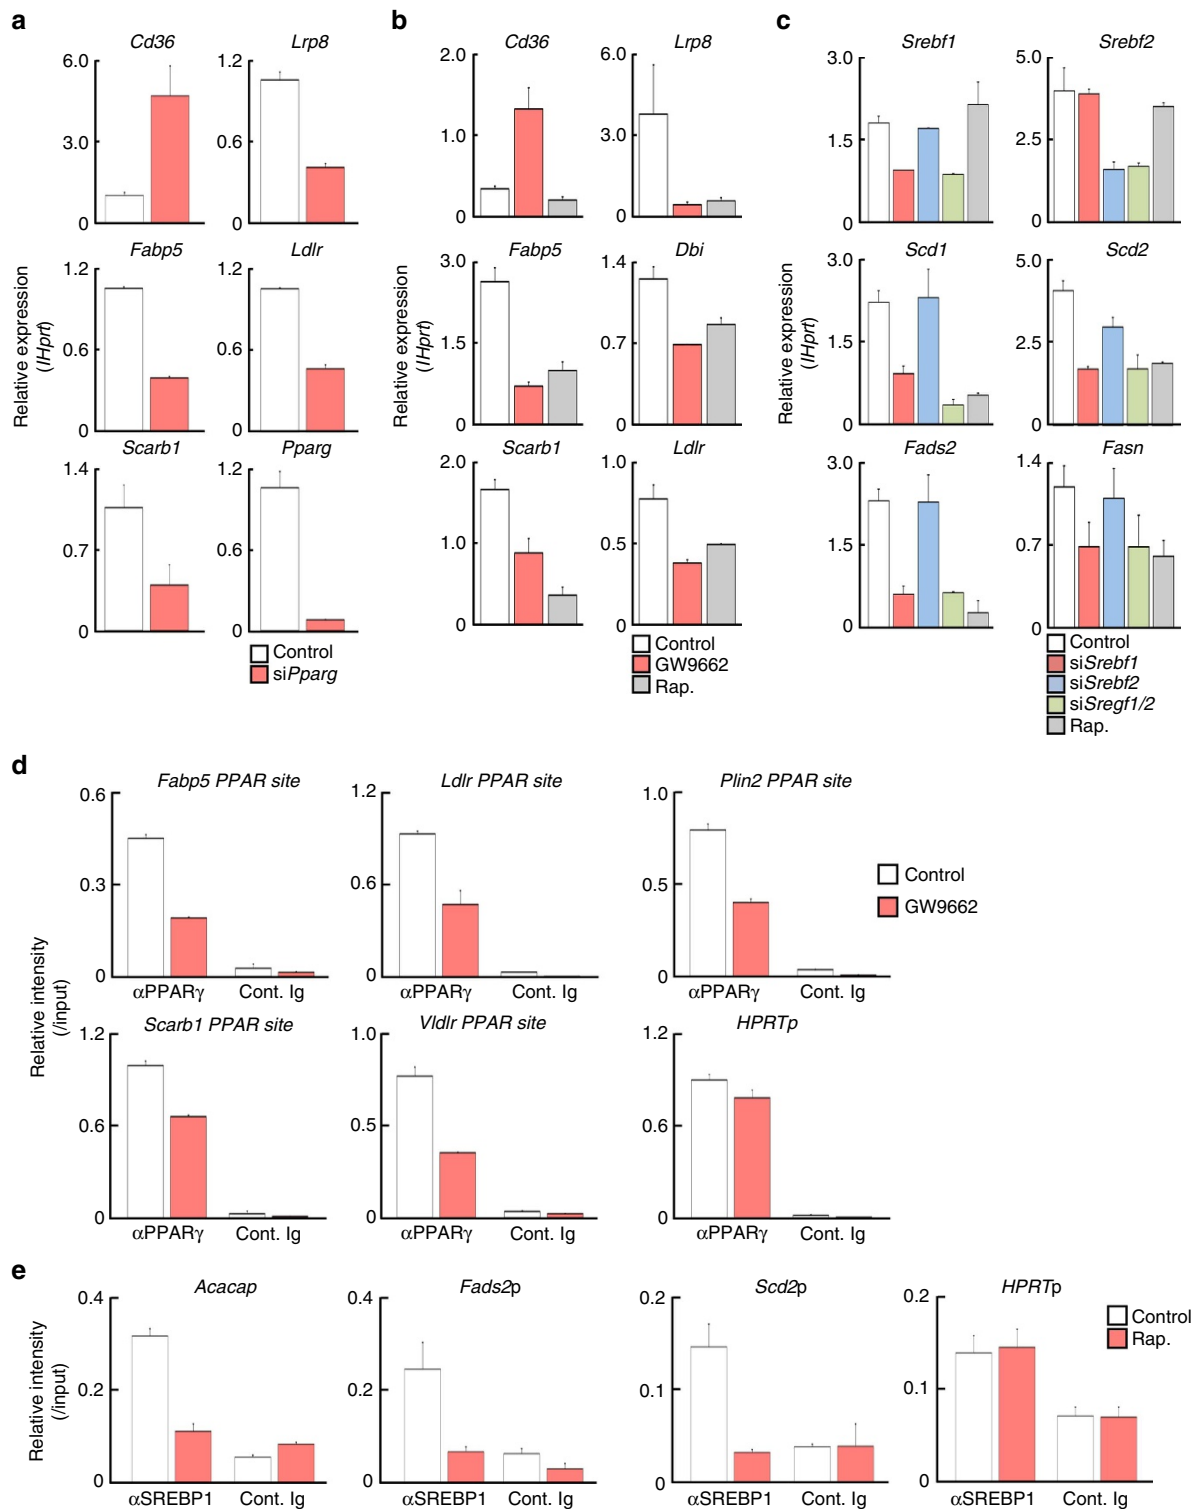 a
Cd36
Lrp8
6.0
3.0
0
1.2
0.6
0
Fabp5
Ldlr
1.2
0.6
0
1.2
0.6
0
Scarb1
Pparg
1.4
0.7
0
1.2
0.6
0
Relative expression
(/Hprt)
Control
siPparg
b
Cd36
Lrp8
2.0
1.0
0
6.0
3.0
0
Fabp5
Dbi
3.0
1.5
0
1.4
0.7
0
Scarb1
Ldlr
2.0
1.0
0
1.0
0.5
0
Relative expression
(/Hprt)
Control
GW9662
Rap.
c
Srebf1
Srebf2
3.0
1.5
0
5.0
2.5
0
Scd1
Scd2
3.0
1.5
0
5.0
2.5
0
Fads2
Fasn
3.0
1.5
0
1.4
0.7
0
Relative expression
(/Hprt)
Control
siSrebf1
siSrebf2
siSregf1/2
Rap.
d
Fabp5 PPAR site
Ldlr PPAR site
Plin2 PPAR site
0.6
0.3
0
1.2
0.6
0
1.0
0.5
0
αPPARγ Cont. Ig
αPPARγ Cont. Ig
αPPARγ Cont. Ig
Control
GW9662
Relative intensity
(/input)
Scarb1 PPAR site
Vldlr PPAR site
HPRTp
1.2
0.6
0
1.0
0.5
0
1.2
0.6
0
αPPARγ Cont. Ig
αPPARγ Cont. Ig
αPPARγ Cont. Ig
e
Acacap
Fads2p
Scd2p
HPRTp
0.4
0.2
0
0.4
0.2
0
0.2
0.1
0
0.2
0.1
0
Relative intensity
(/input)
αSREBP1 Cont. Ig
αSREBP1 Cont. Ig
αSREBP1 Cont. Ig
αSREBP1 Cont. Ig
Control
Rap.